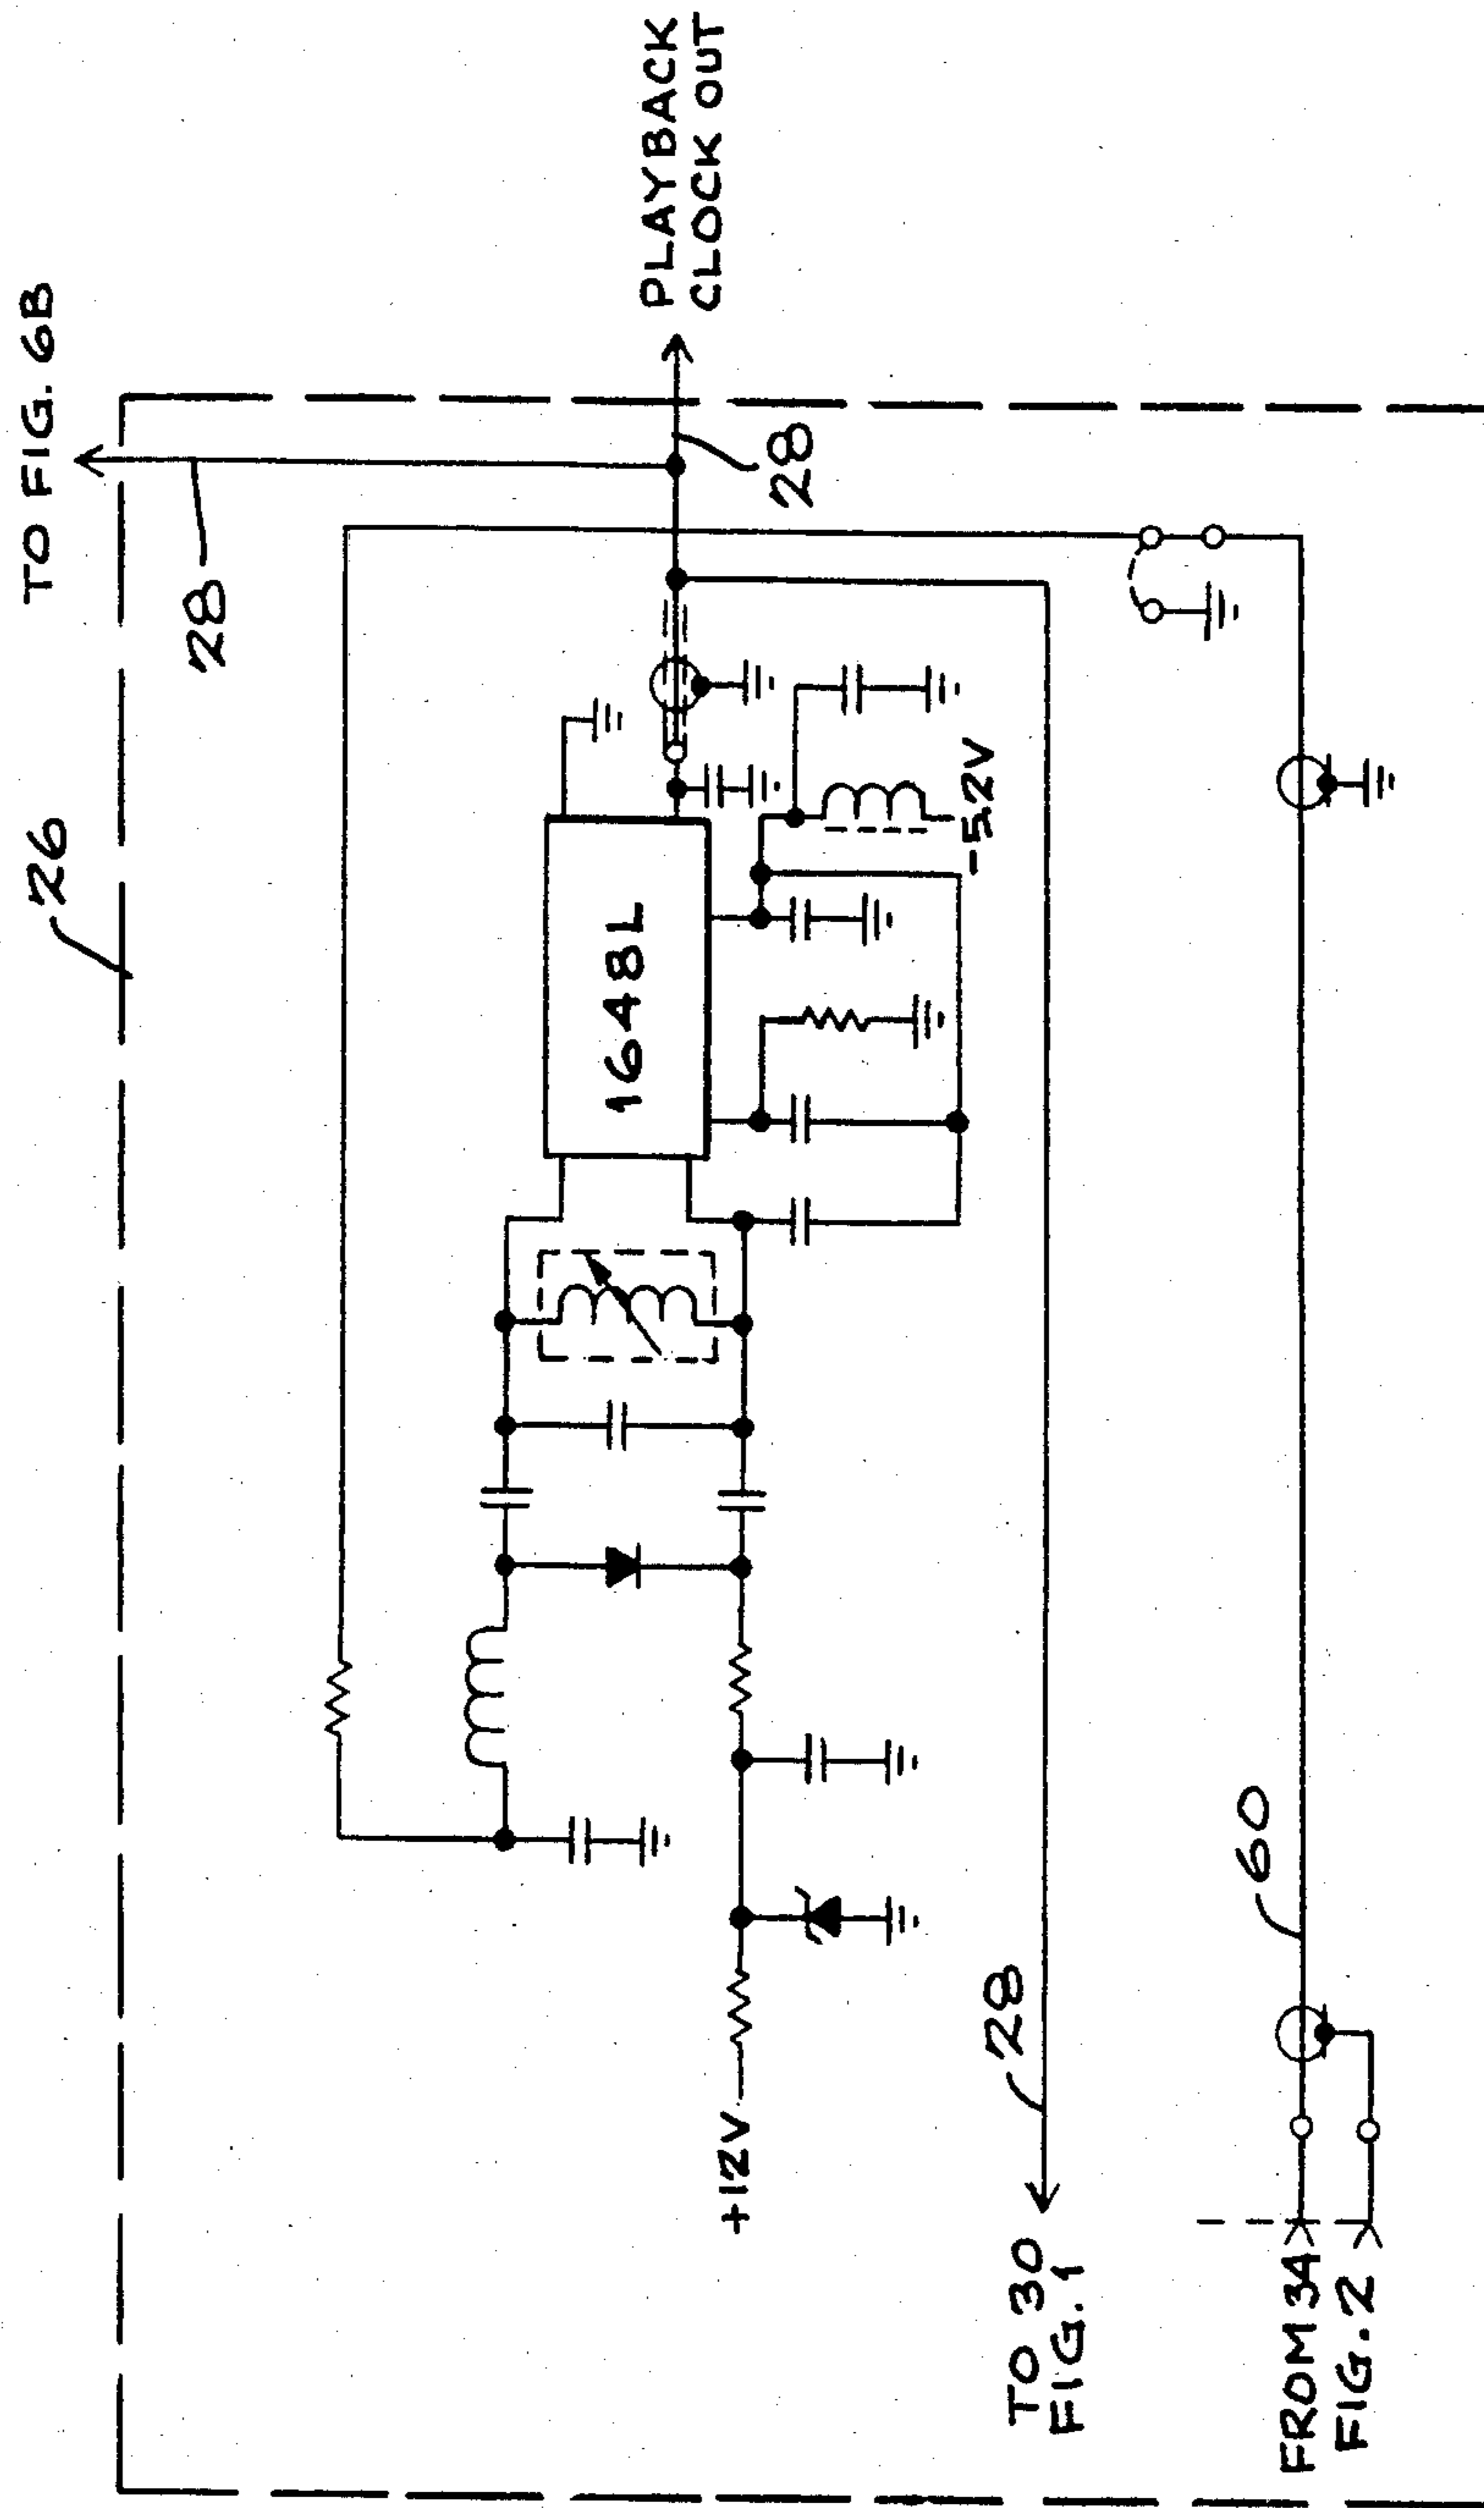 TO FIG. 6B
26
28
PLAYBACK
CLOCK OUT
28
1648L
-5.2V
+12V
28
TO 30
FIG. 1
60
FROM 34
FIG. 2